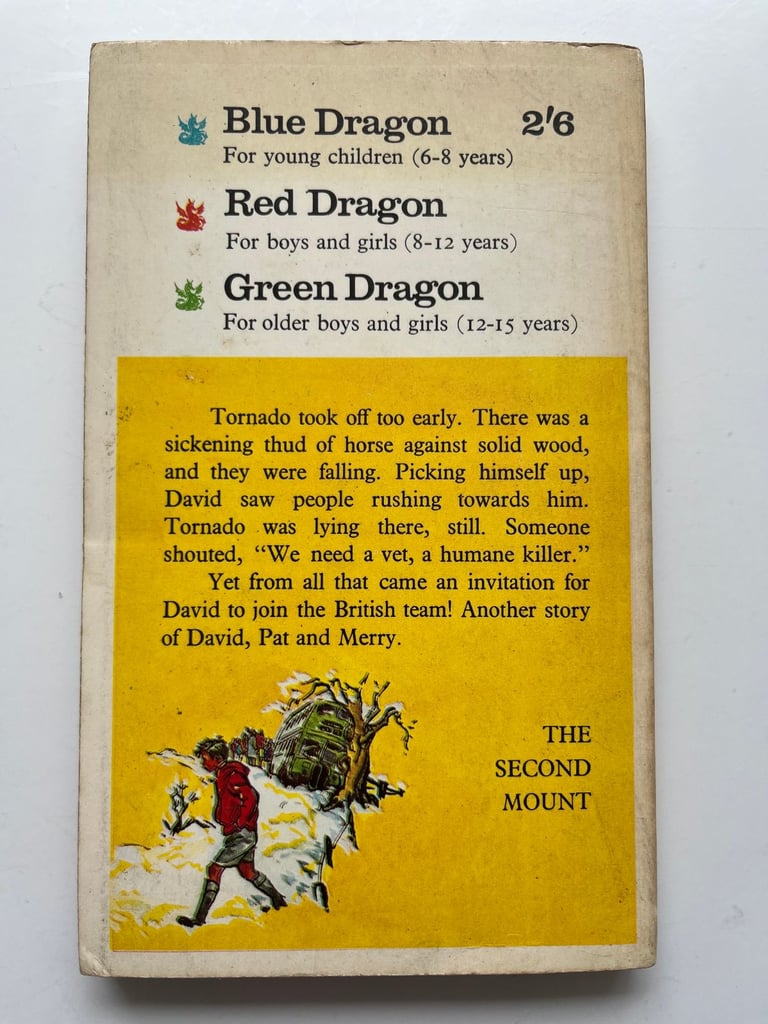 Blue Dragon 2'6
For young children (6-8 years)
Red Dragon
For boys and girls (8-12 years)
Green Dragon
For older boys and girls (12-15 years)
Tornado took off too early. There was a
sickening thud of horse against solid wood,
and they were falling. Picking himself up,
David saw people rushing towards him.
Tornado was lying there, still. Someone
shouted, “We need a vet, a humane killer.”
Yet from all that came an invitation for
David to join the British team! Another story
of David, Pat and Merry.
THE
SECOND
MOUNT